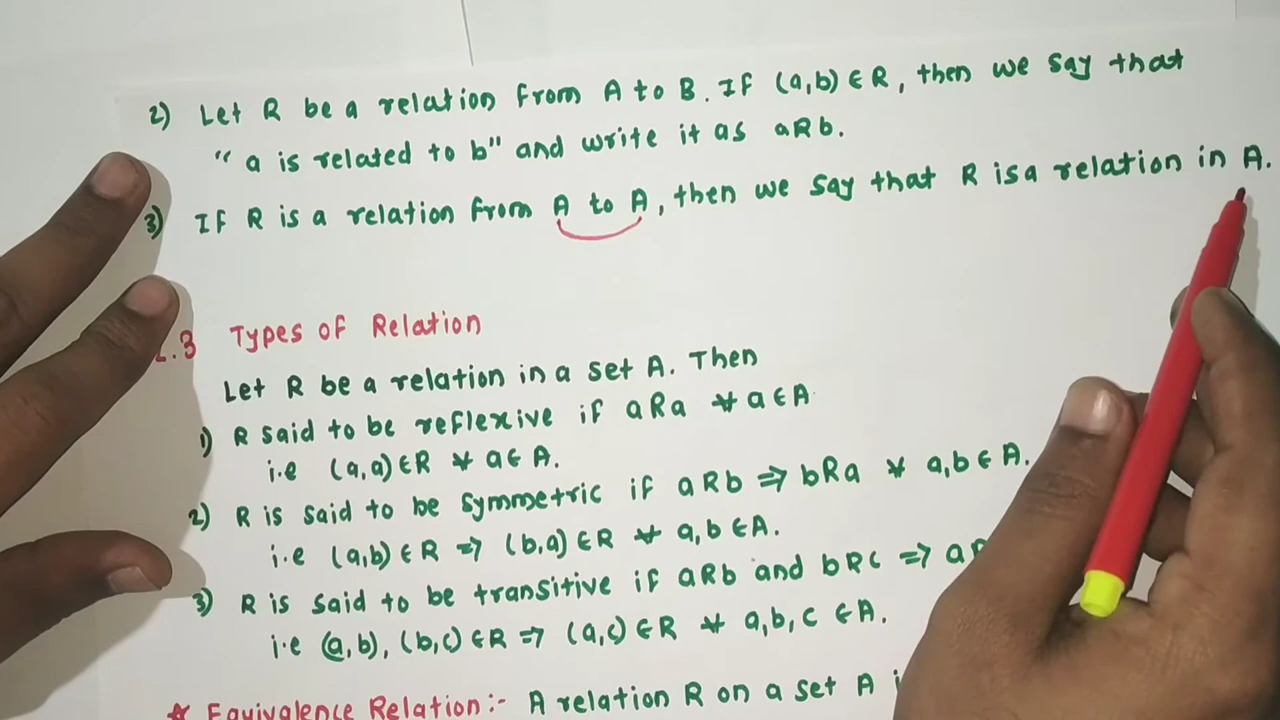 2) Let R be a relation from A to B. If (a,b) ∈ R, then we say that
“ a is related to b" and write it as aRb.
3) If R is a relation from A to A, then we say that R is a relation in A.
.3 Types of Relation
Let R be a relation in a set A. Then
1) R said to be reflexive if aRa ∀ a ∈ A
i.e (a,a) ∈ R ∀ a ∈ A.
2) R is said to be symmetric if aRb ⇒ bRa ∀ a,b ∈ A.
i.e (a,b) ∈ R ⇒ (b,a) ∈ R ∀ a,b ∈ A.
3) R is said to be transitive if aRb and bRc ⇒ a
i.e (a,b), (b,c) ∈ R ⇒ (a,c) ∈ R ∀ a,b,c ∈ A.
* Equivalence Relation:- A relation R on a set A